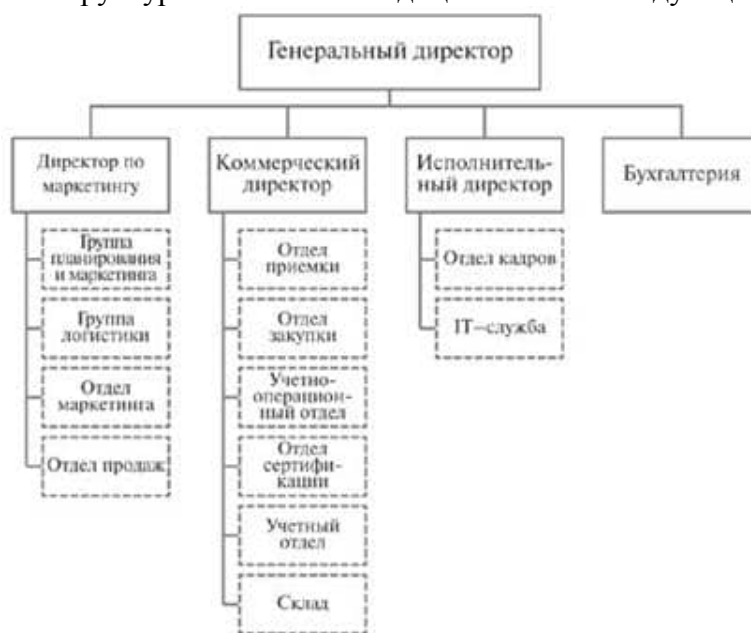 Генеральный директор
Директор по
маркетингу
Коммерческий
директор
Исполнитель-
ный директор
Бухгалтерия
Группа
планирования
и маркетинга
Группа
логистики
Отдел
маркетинга
Отдел продаж
Отдел
приемки
Отдел
закупки
Учетно-
операцион-
ный отдел
Отдел
сертифи-
кации
Учетный
отдел
Склад
Отдел кадров
IT–служба